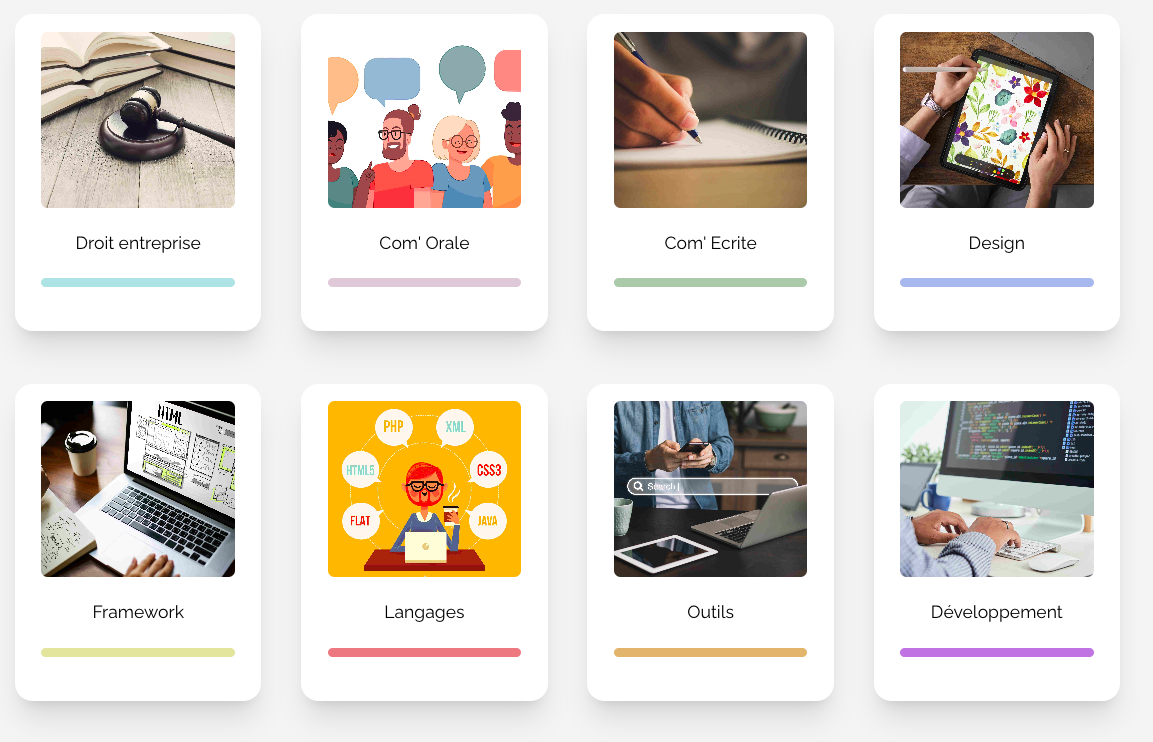 Droit entreprise
Com' Orale
Com' Ecrite
Design
HTML
PHP
XML
HTML5
CSS3
FLAT
JAVA
Search
Framework
Langages
Outils
Développement